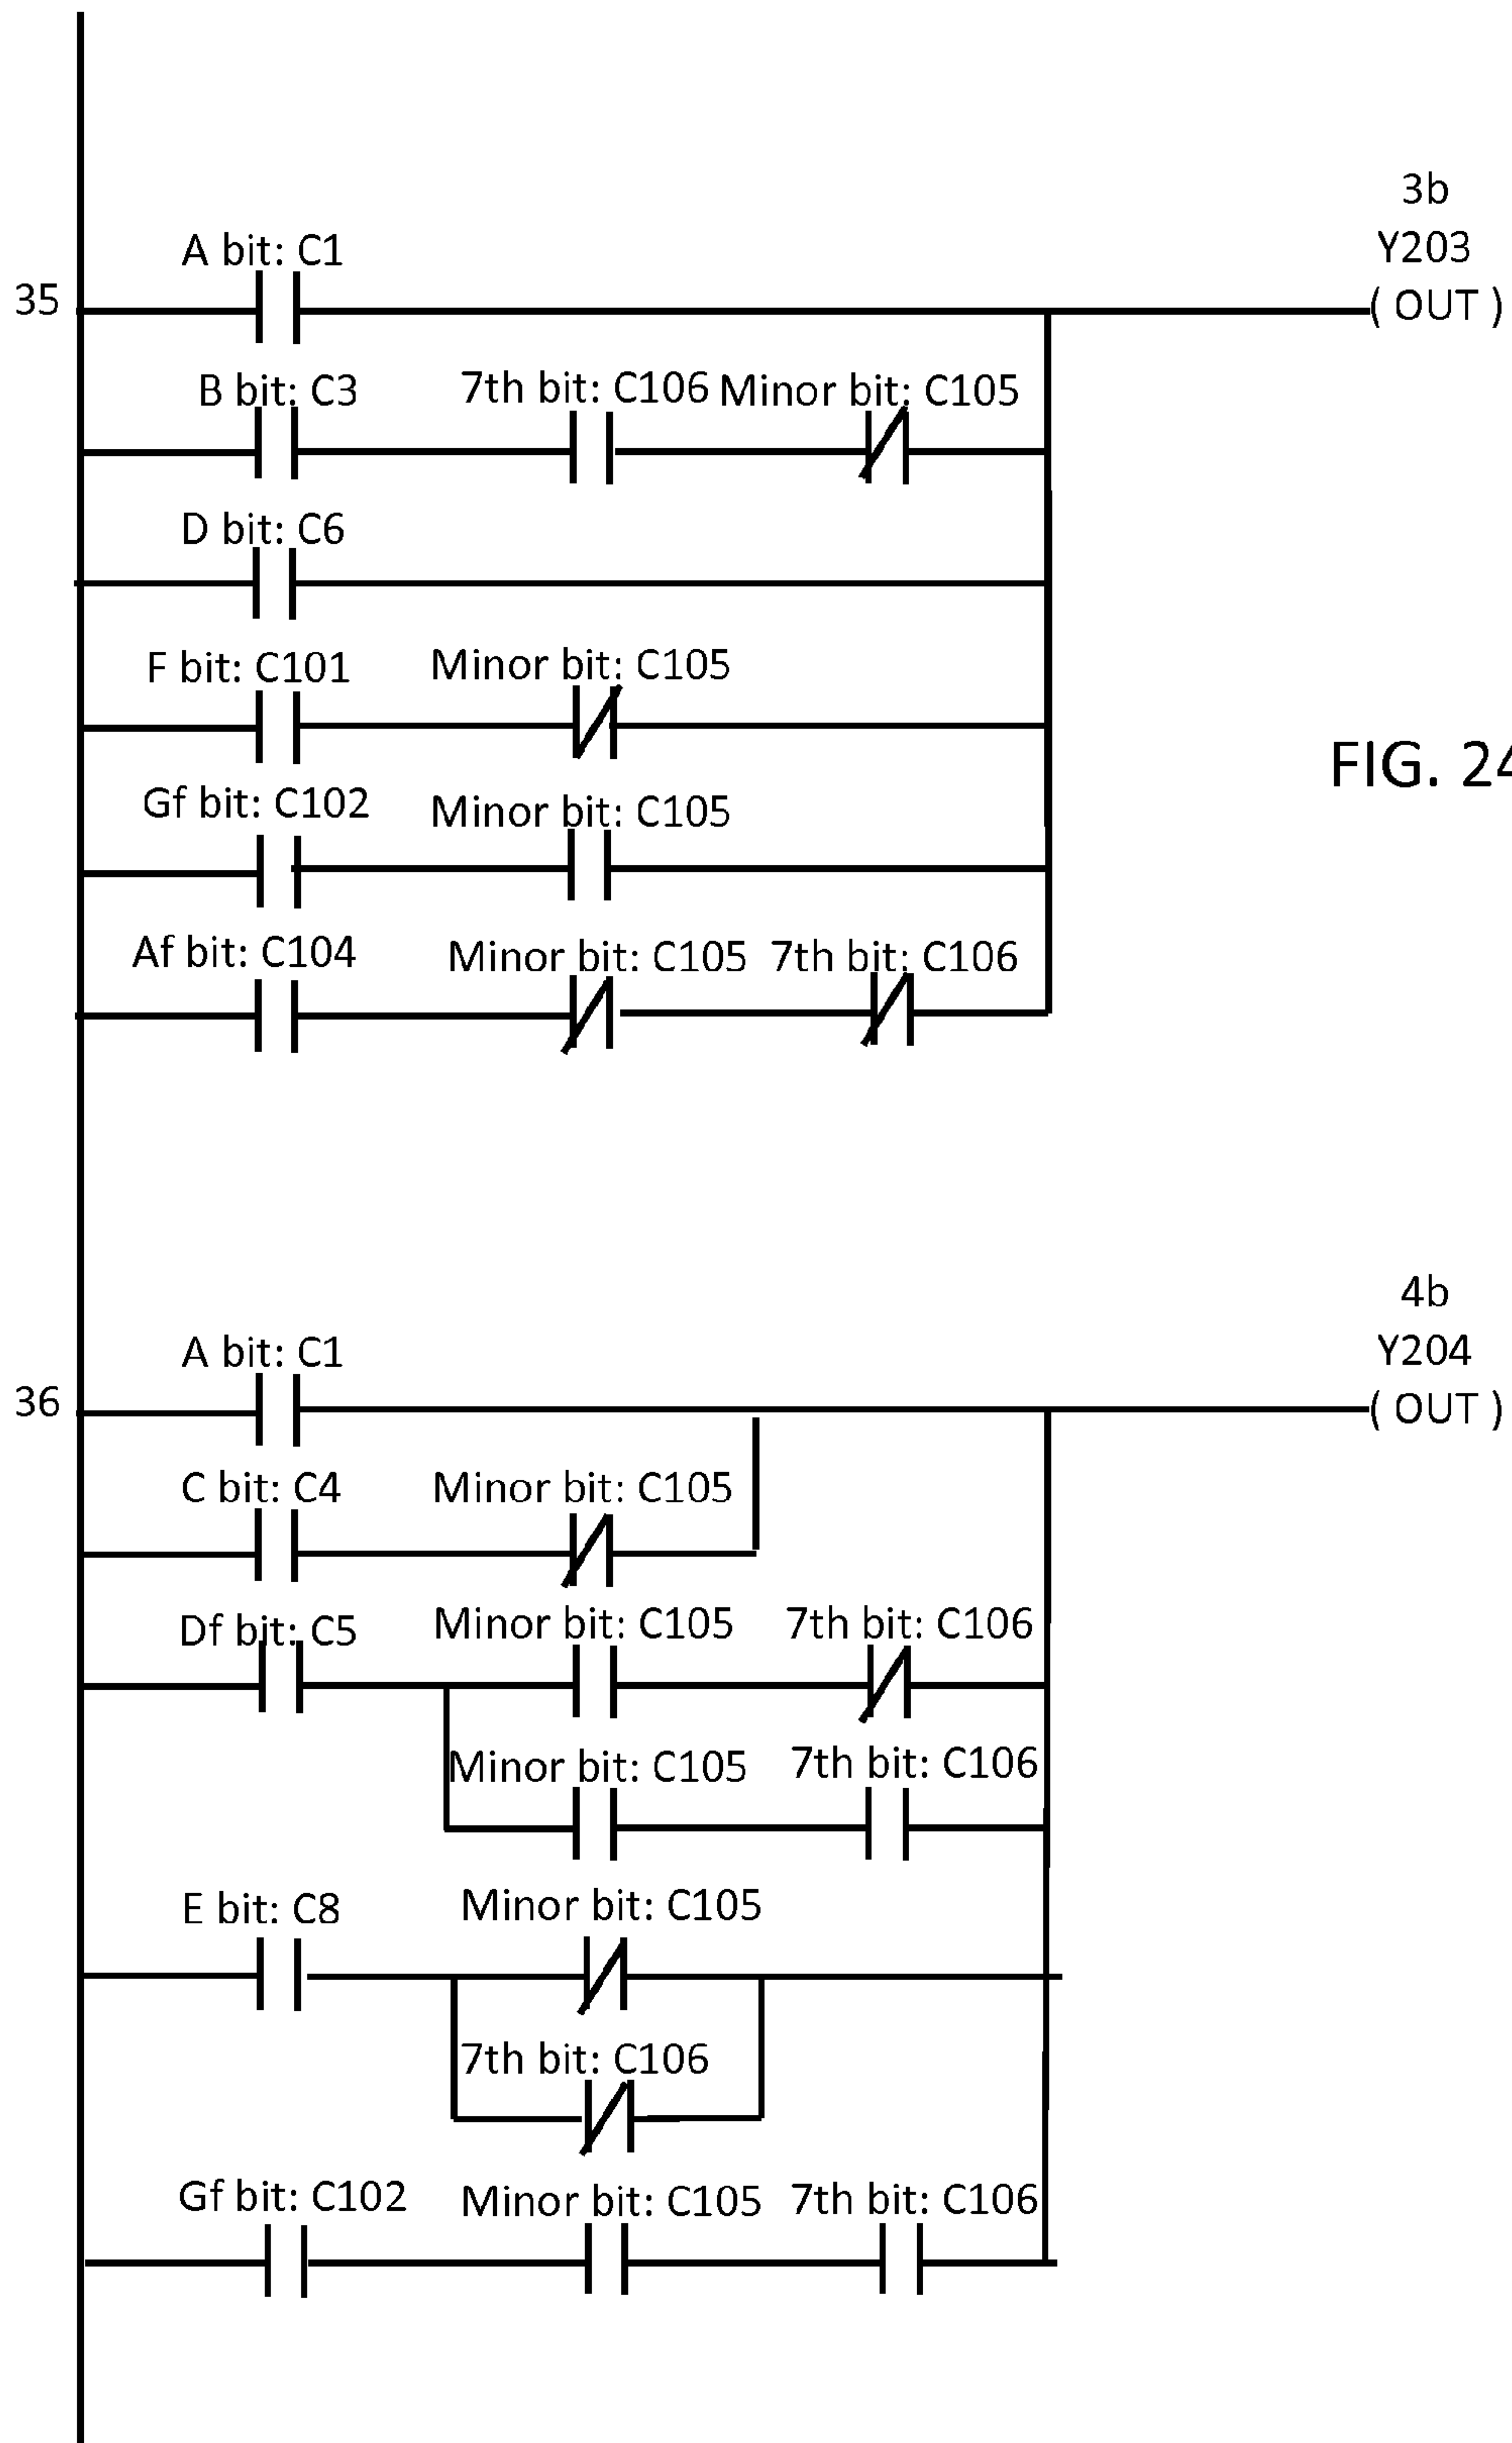 3b
Y203
A bit: C1
35
( OUT )
B bit: C3 7th bit: C106 Minor bit: C105
D bit: C6
F bit: C101 Minor bit: C105
FIG. 24
Gf bit: C102 Minor bit: C105
Af bit: C104 Minor bit: C105 7th bit: C106
4b
Y204
A bit: C1
36
( OUT )
C bit: C4 Minor bit: C105
Df bit: C5 Minor bit: C105 7th bit: C106
Minor bit: C105 7th bit: C106
E bit: C8 Minor bit: C105
7th bit: C106
Gf bit: C102 Minor bit: C105 7th bit: C106